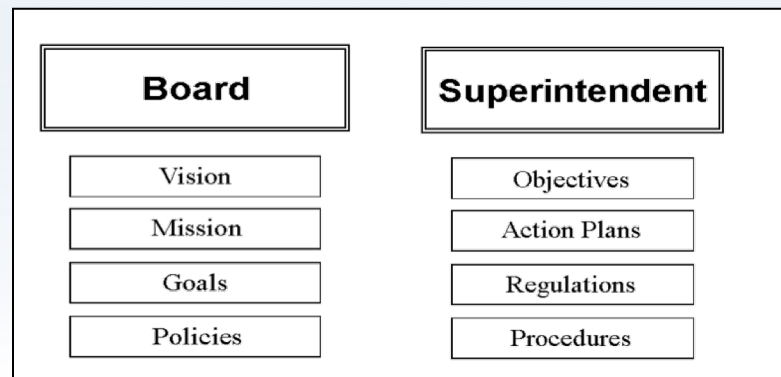 Board
Vision
Mission
Goals
Policies
Superintendent
Objectives
Action Plans
Regulations
Procedures